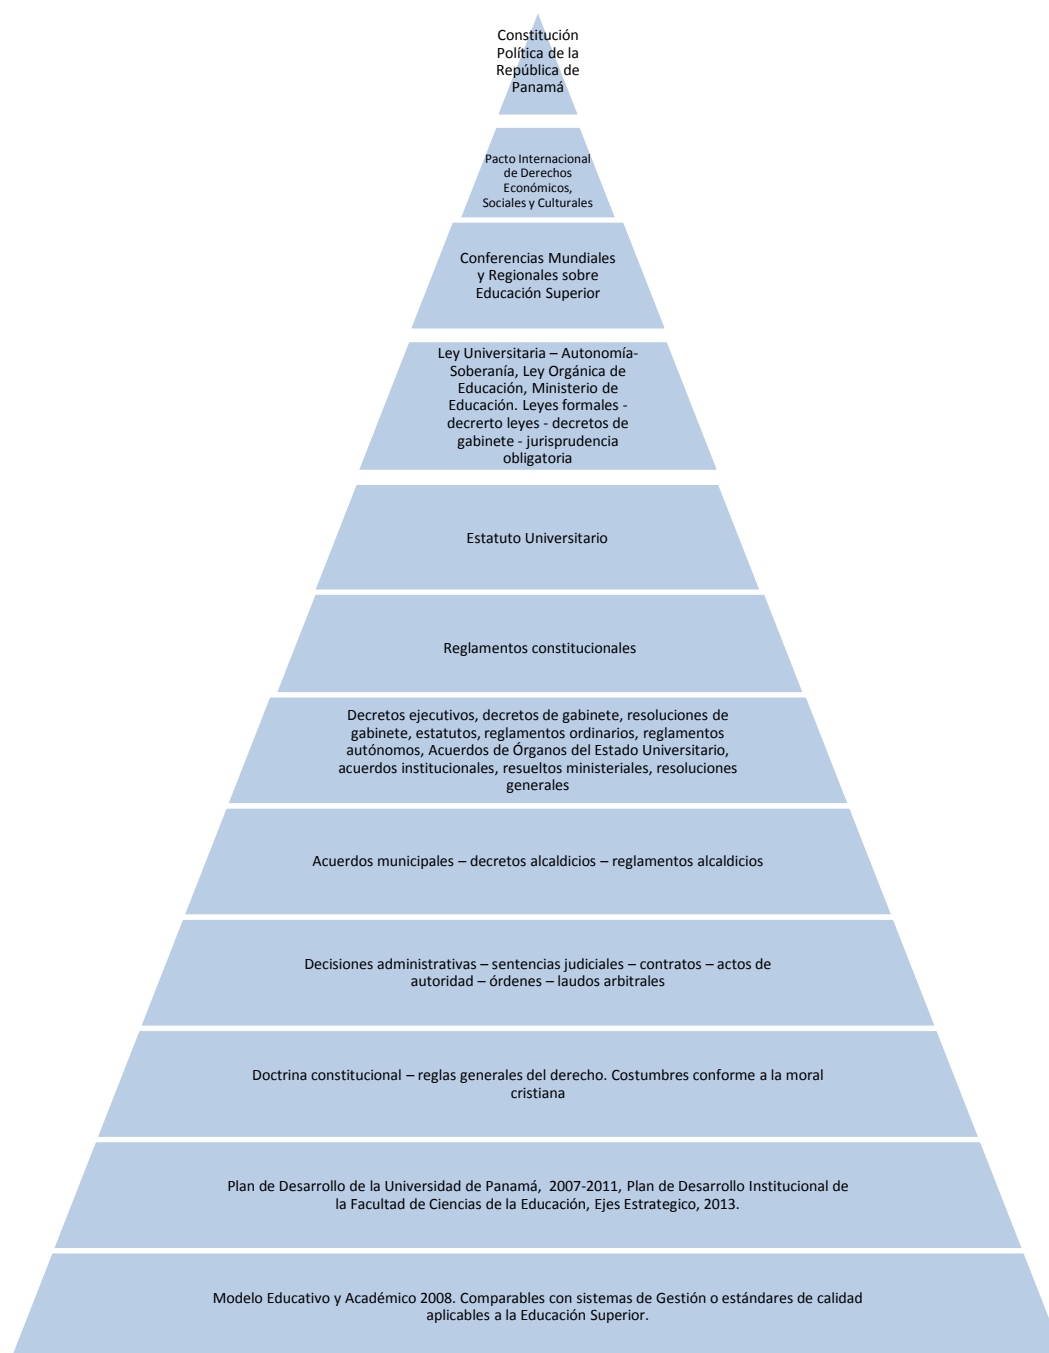 Constitución
Política de la
República de
Panamá
Pacto Internacional
de Derechos
Económicos,
Sociales y Culturales
Conferencias Mundiales
y Regionales sobre
Educación Superior
Ley Universitaria – Autonomía-
Soberanía, Ley Orgánica de
Educación, Ministerio de
Educación. Leyes formales -
decrerto leyes - decretos de
gabinete - jurisprudencia
obligatoria
Estatuto Universitario
Reglamentos constitucionales
Decretos ejecutivos, decretos de gabinete, resoluciones de
gabinete, estatutos, reglamentos ordinarios, reglamentos
autónomos, Acuerdos de Órganos del Estado Universitario,
acuerdos institucionales, resueltos ministeriales, resoluciones
generales
Acuerdos municipales – decretos alcaldicios – reglamentos alcaldicios
Decisiones administrativas – sentencias judiciales – contratos – actos de
autoridad – órdenes – laudos arbitrales
Doctrina constitucional – reglas generales del derecho. Costumbres conforme a la moral
cristiana
Plan de Desarrollo de la Universidad de Panamá, 2007-2011, Plan de Desarrollo Institucional de
la Facultad de Ciencias de la Educación, Ejes Estrategico, 2013.
Modelo Educativo y Académico 2008. Comparables con sistemas de Gestión o estándares de calidad
aplicables a la Educación Superior.